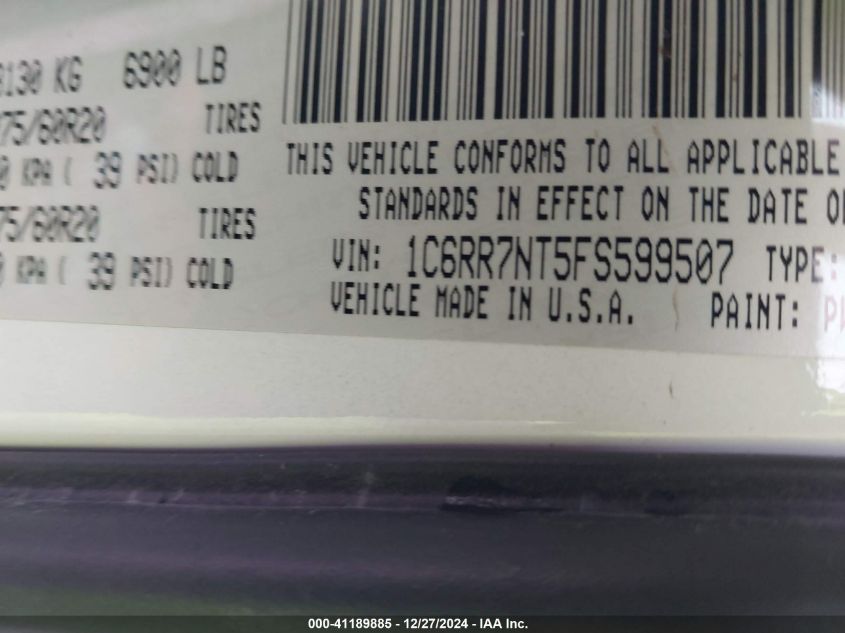 3130 KG 6900 LB
75/60R20 TIRES
0 KPA ( 39 PSI) COLD
75/60R20 TIRES
0 KPA ( 39 PSI) COLD
THIS VEHICLE CONFORMS TO ALL APPLICABLE
STANDARDS IN EFFECT ON THE DATE
VIN: 1C6RR7NT5FS599507 TYPE:
VEHICLE MADE IN U.S.A. PAINT:
000-41189885 - 12/27/2024 - IAA Inc.